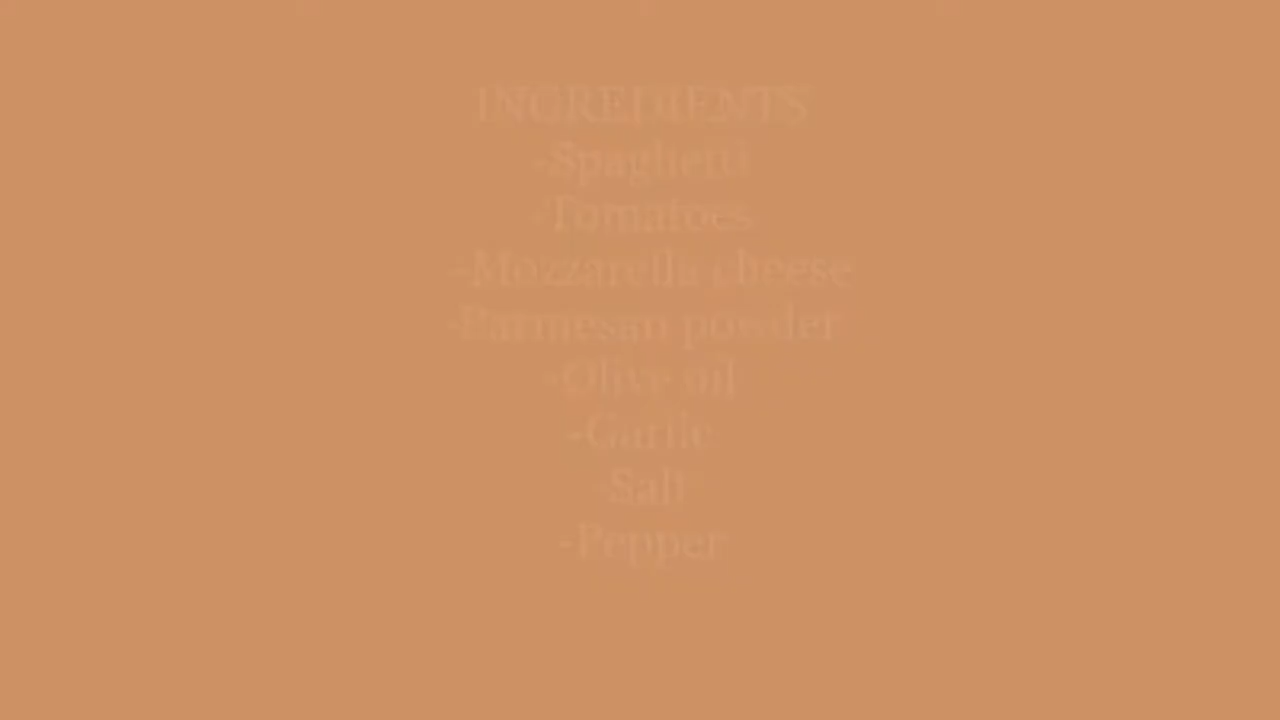 INGREDIENTS
-Spaghetti
-Tomatoes
-Mozzarella cheese
-Parmesan powder
-Olive oil
-Garlic
-Salt
-Pepper